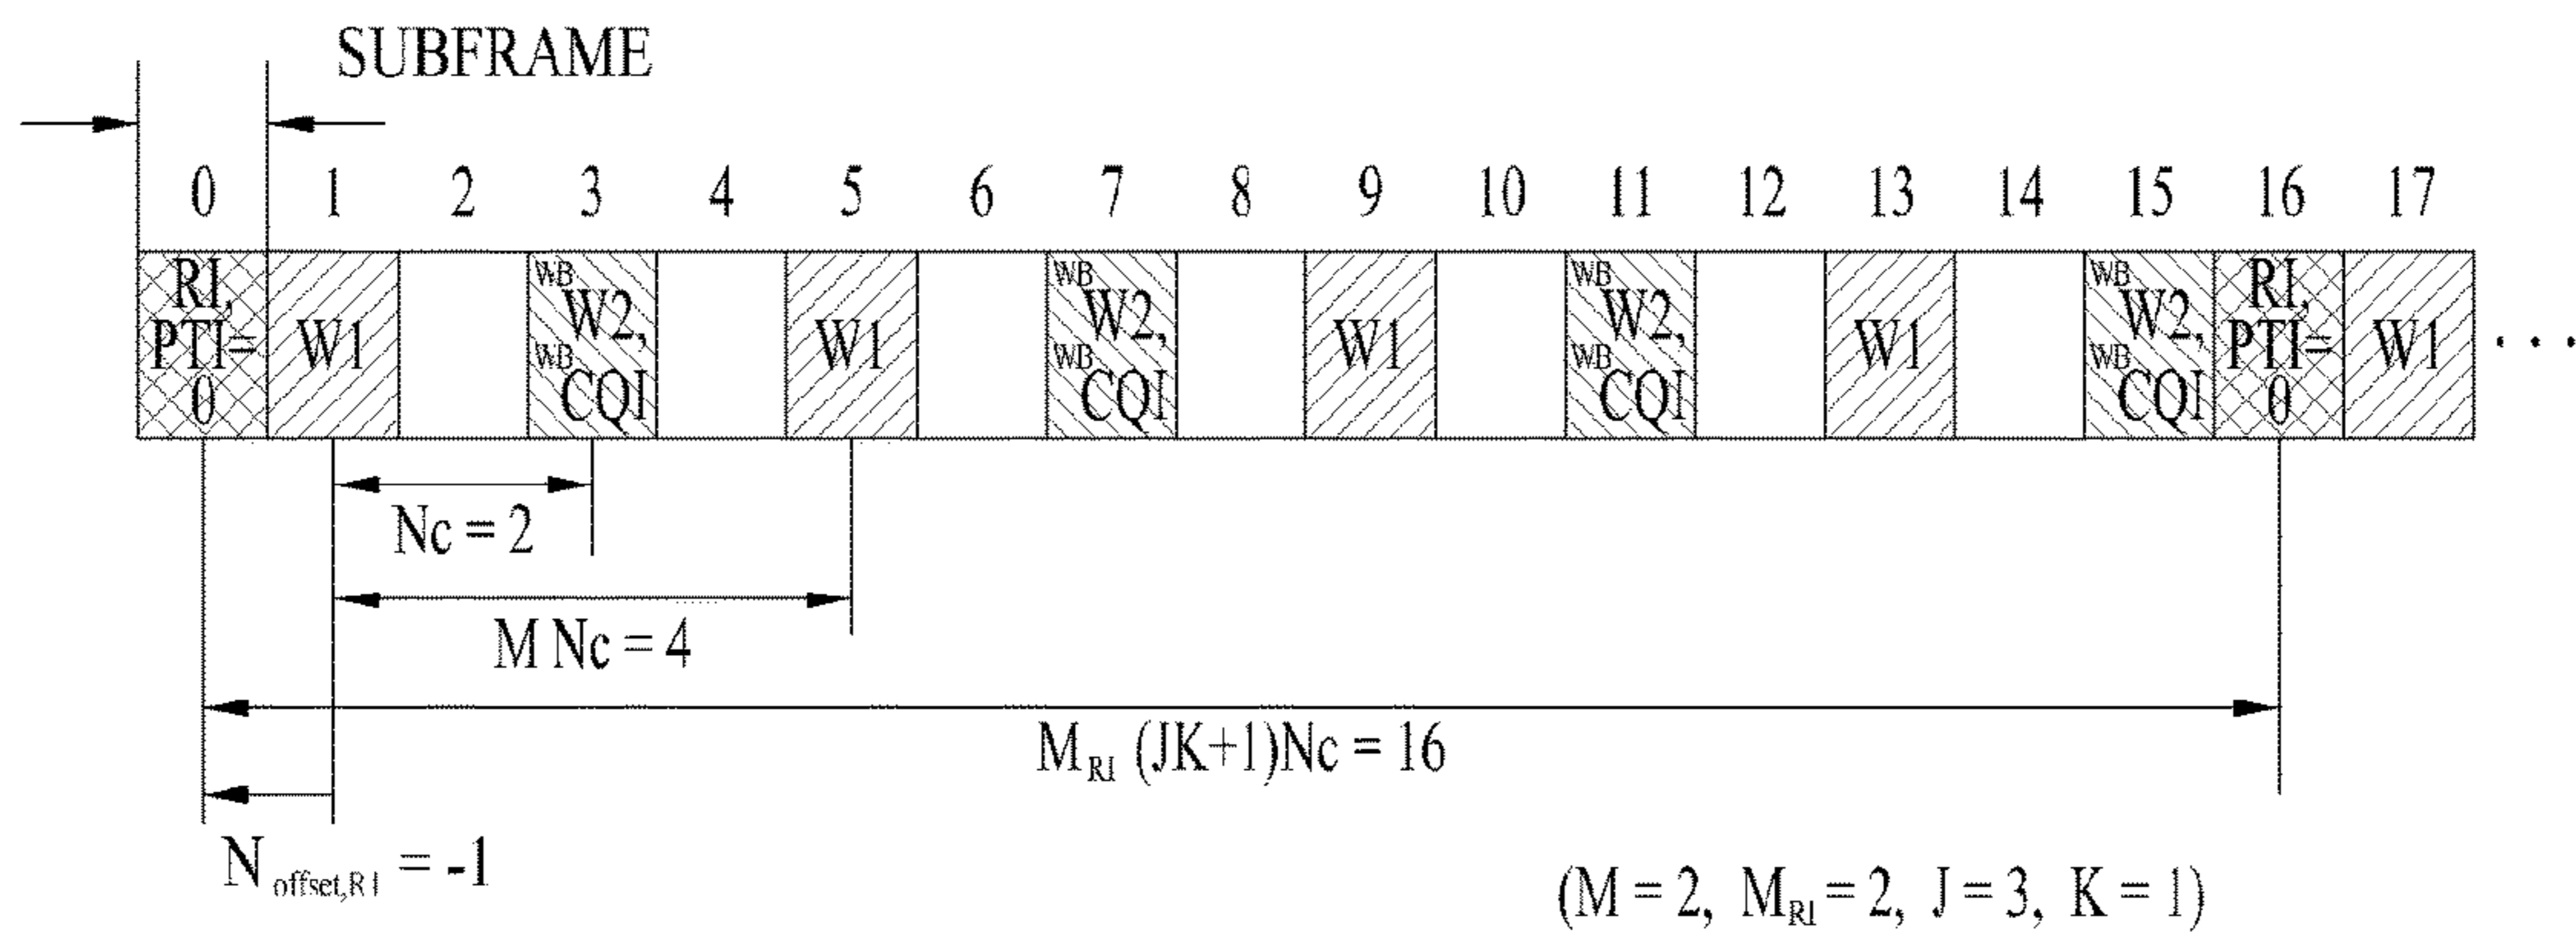 SUBFRAME
0 1 2 3 4 5 6 7 8 9 10 11 12 13 14 15 16 17
RI, PTI= 0
W1
WB W2, WB CQI
W1
WB W2, WB CQI
W1
WB W2, WB CQI
W1
WB W2, WB CQI
RI, PTI= 0
W1
...
Nc = 2
M Nc = 4
M RI (JK+1)Nc = 16
N offset,RI = -1
(M = 2, M RI = 2, J = 3, K = 1)